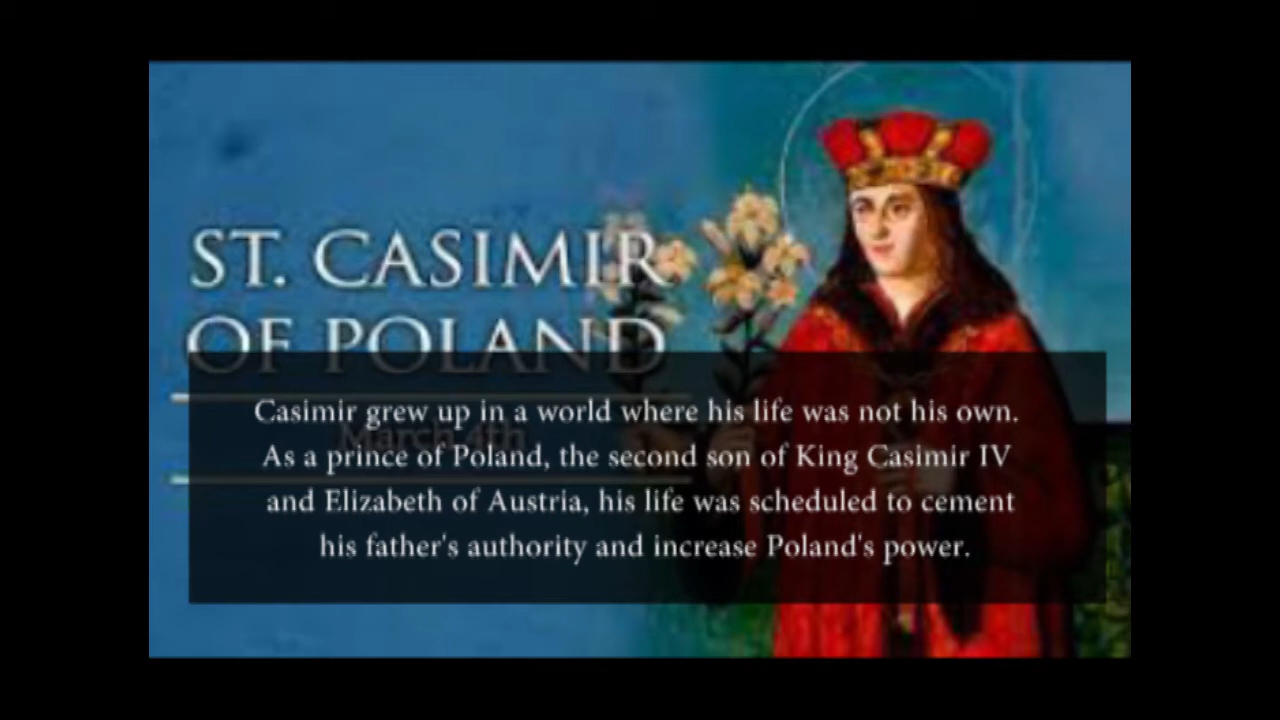 ST. CASIMIR
OF POLAND
March 4th
Casimir grew up in a world where his life was not his own.
As a prince of Poland, the second son of King Casimir IV
and Elizabeth of Austria, his life was scheduled to cement
his father's authority and increase Poland's power.